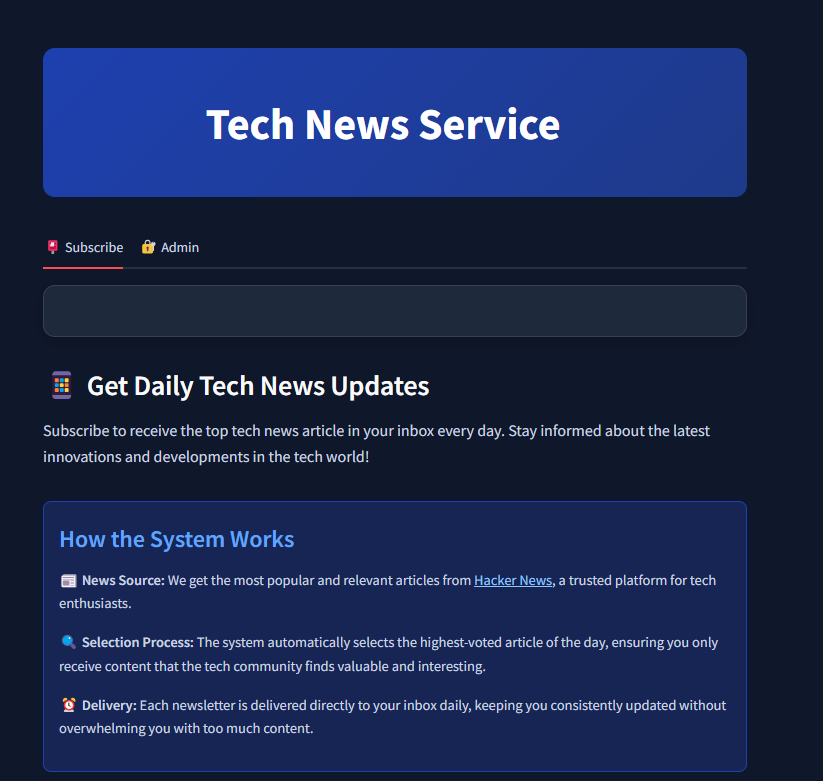 Tech News Service
Subscribe
Admin
Get Daily Tech News Updates
Subscribe to receive the top tech news article in your inbox every day. Stay informed about the latest
innovations and developments in the tech world!
How the System Works
News Source: We get the most popular and relevant articles from Hacker News, a trusted platform for tech
enthusiasts.
Selection Process: The system automatically selects the highest-voted article of the day, ensuring you only
receive content that the tech community finds valuable and interesting.
Delivery: Each newsletter is delivered directly to your inbox daily, keeping you consistently updated without
overwhelming you with too much content.